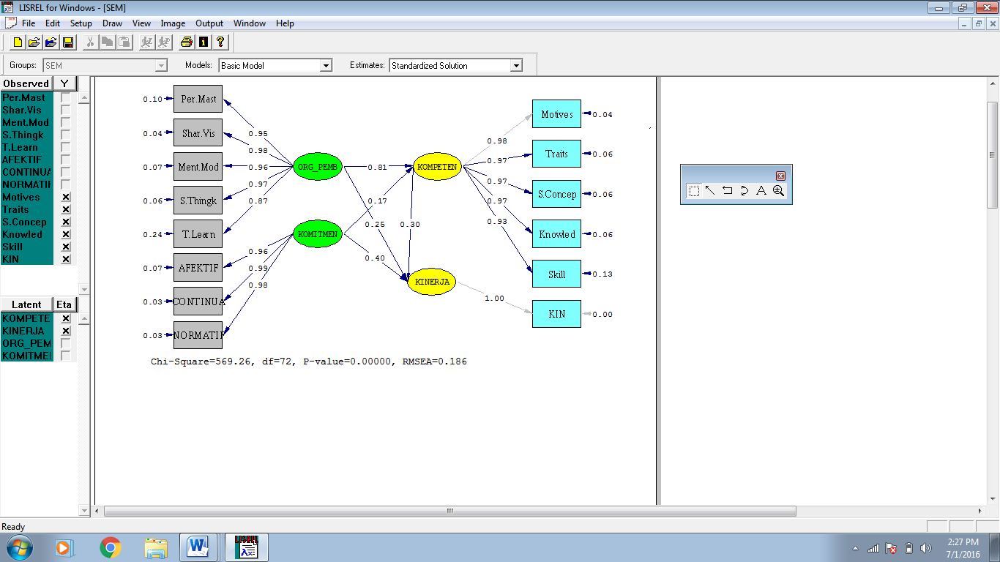 LISREL for Windows - [SEM]
File Edit Setup Draw View Image Output Window Help
Groups: SEM Models: Basic Model Estimates: Standardized Solution
Observed Y
Per.Mast
Shar.Vis
Ment.Mod
S.Thingk
T.Learn
AFEKTIF
CONTINUA
NORMATIF
Motives
Traits
S.Concep
Knowled
Skill
KIN
Latent Eta
KOMPETE
KINERJA
ORG_PEM
KOMITMEI
0.10 Per.Mast
0.04 Shar.Vis
0.07 Ment.Mod
0.06 S.Thingk
0.24 T.Learn
0.07 AFEKTIF
0.03 CONTINUA
0.03 NORMATIF
0.95
0.98
0.96
0.97
0.87
0.96
0.99
0.98
ORG_PEMB
KOMITMEN
0.81
0.17
0.25
0.30
0.40
KOMPETEN
KINERJA
0.98
0.97
0.97
0.97
0.93
1.00
Motives 0.04
Traits 0.06
S.Concep 0.06
Knowled 0.06
Skill 0.13
KIN 0.00
Chi-Square=569.26, df=72, P-value=0.00000, RMSEA=0.186
A
Ready
LISREL
2:27 PM
7/1/2016